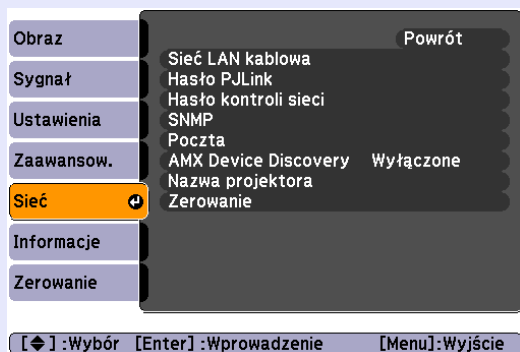 Obraz
Sygnał
Ustawienia
Zaawansow.
Sieć
Informacje
Zerowanie
Powrót
Sieć LAN kablowa
Hasło PJLink
Hasło kontroli sieci
SNMP
Poczta
AMX Device Discovery Wyłączone
Nazwa projektora
Zerowanie
[◆] :Wybór [Enter] :Wprowadzenie [Menu]:Wyjście